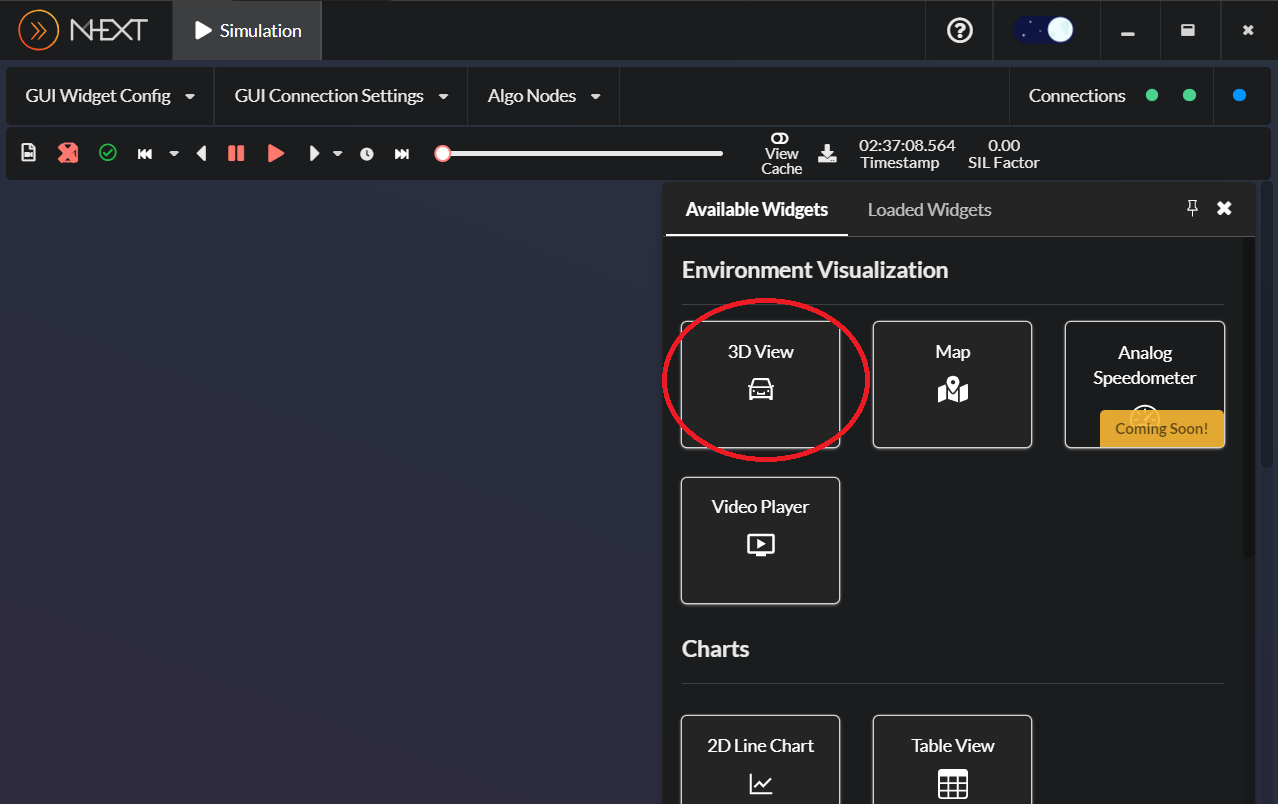 NEXT
Simulation
GUI Widget Config
GUI Connection Settings
Algo Nodes
Connections
View
Cache
02:37:08.564
Timestamp
0.00
SIL Factor
Available Widgets
Loaded Widgets
Environment Visualization
3D View
Map
Analog
Speedometer
Coming Soon!
Video Player
Charts
2D Line Chart
Table View